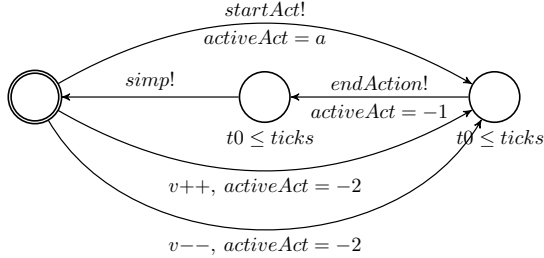 startAct!
activeAct = a
simp!
endAction!
activeAct = −1
t0 ≤ ticks
t0 ≤ ticks
v++, activeAct = −2
v−−, activeAct = −2